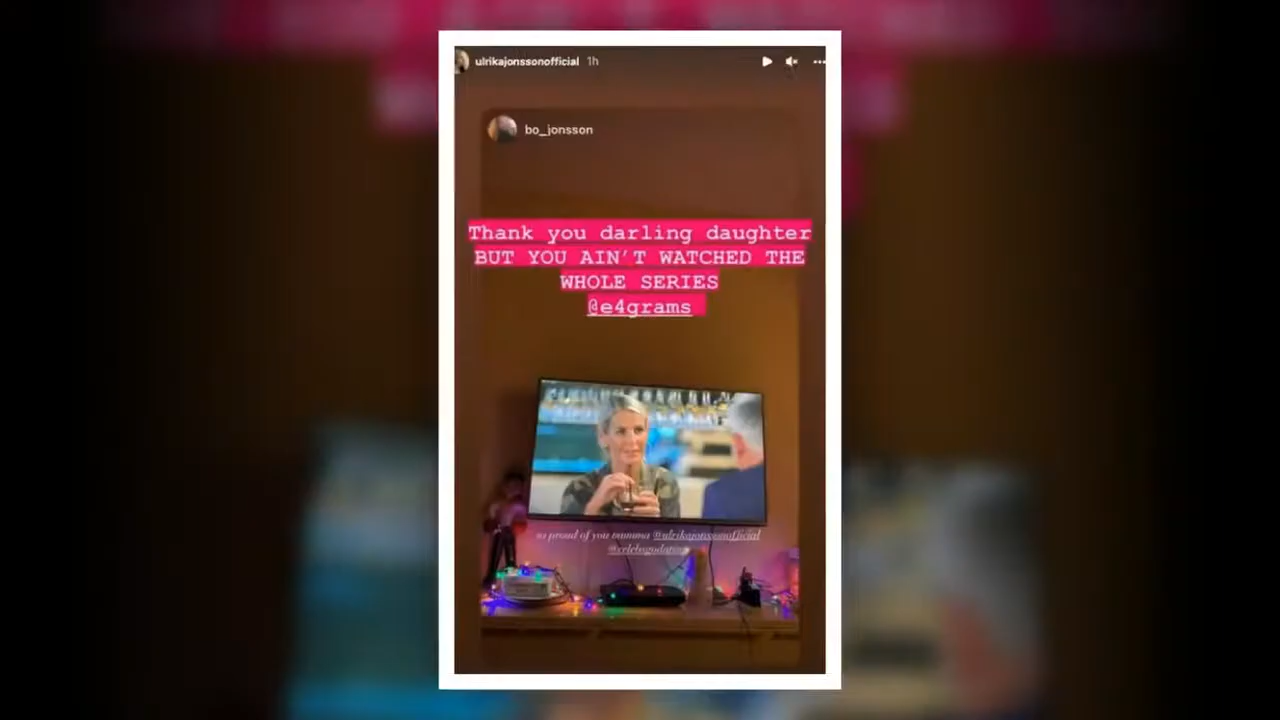 ulrikajonssonofficial 1h
bo_jonsson
Thank you darling daughter
BUT YOU AIN'T WATCHED THE
WHOLE SERIES
@e4grams
so proud of you mumma @ulrikajonssonofficial